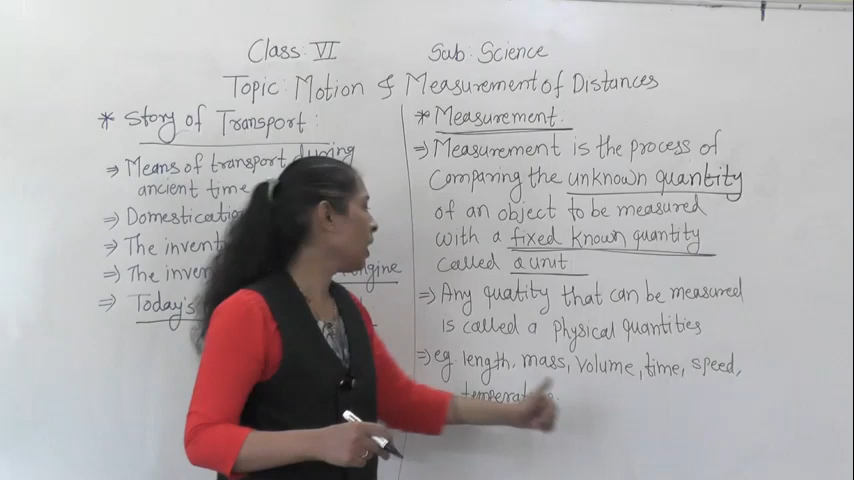 Class: VI Sub: Science
Topic: Motion & Measurement of Distances
* Story of Transport:
⇒ Means of transport during
ancient time
⇒
⇒ The
⇒ The engine
⇒ Today's
* Measurement.
⇒ Measurement is the process of
Comparing the unknown quantity
of an object to be measured
with a fixed known quantity
called a unit
⇒ Any quatity that can be measured
is called a physical quantities
⇒ eg. length, mass, volume, time, speed,